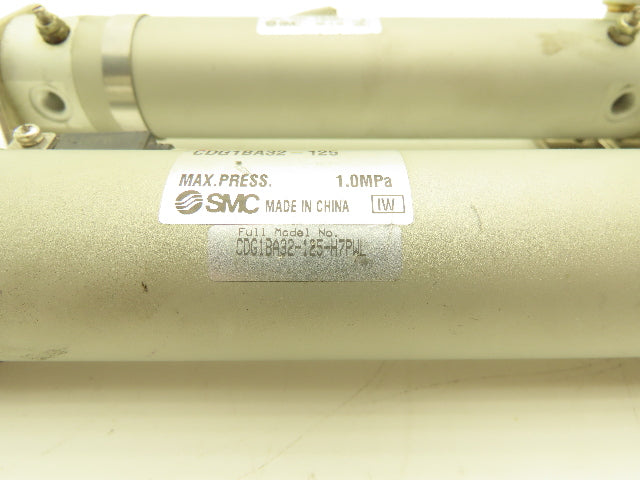 CDG1BA32-125
MAX.PRESS. 1.0MPa
SMC MADE IN CHINA IW
Full Model No.
CDG1BA32-125-H7PWL